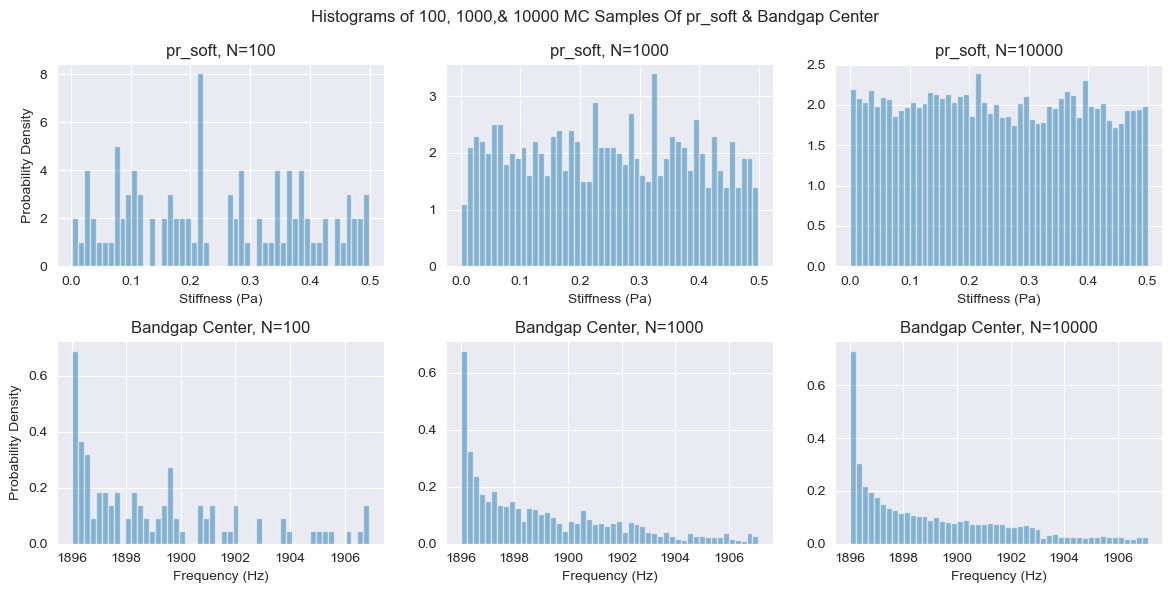 Histograms of 100, 1000,& 10000 MC Samples Of pr_soft & Bandgap Center
pr_soft, N=100
8
6
4
2
0
Probability Density
0.0 0.1 0.2 0.3 0.4 0.5
Stiffness (Pa)
pr_soft, N=1000
3
2
1
0
0.0 0.1 0.2 0.3 0.4 0.5
Stiffness (Pa)
pr_soft, N=10000
2.5
2.0
1.5
1.0
0.5
0.0
0.0 0.1 0.2 0.3 0.4 0.5
Stiffness (Pa)
Bandgap Center, N=100
0.6
0.4
0.2
0.0
Probability Density
1896 1898 1900 1902 1904 1906
Frequency (Hz)
Bandgap Center, N=1000
0.6
0.4
0.2
0.0
1896 1898 1900 1902 1904 1906
Frequency (Hz)
Bandgap Center, N=10000
0.6
0.4
0.2
0.0
1896 1898 1900 1902 1904 1906
Frequency (Hz)